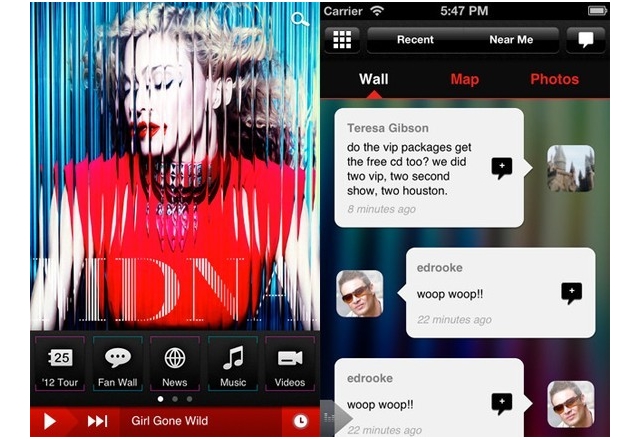 MDNA
25
'12 Tour
Fan Wall
News
Music
Videos
Girl Gone Wild
Carrier
5:47 PM
Recent
Near Me
Wall
Map
Photos
Teresa Gibson
do the vip packages get
the free cd too? we did
two vip, two second
show, two houston.
8 minutes ago
edrooke
woop woop!!
22 minutes ago
edrooke
woop woop!!
22 minutes ago